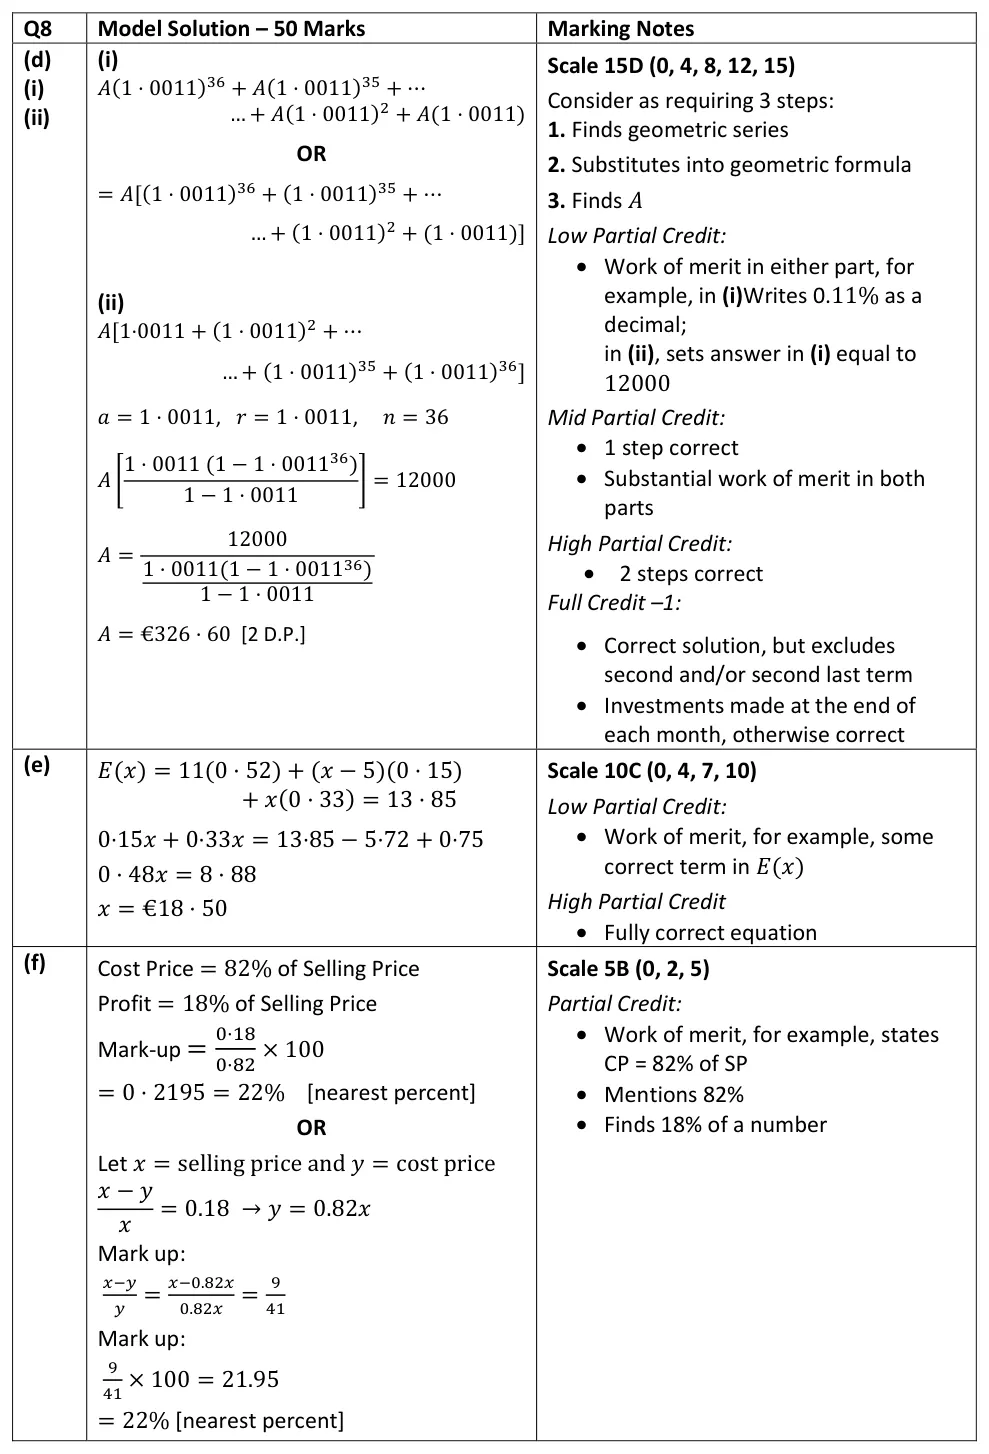 Q8 Model Solution – 50 Marks Marking Notes
(d)
(i)
(ii)
(i)
A(1 · 0011)³⁶ + A(1 · 0011)³⁵ + ⋯
… + A(1 · 0011)² + A(1 · 0011)
OR
= A[(1 · 0011)³⁶ + (1 · 0011)³⁵ + ⋯
… + (1 · 0011)² + (1 · 0011)]
(ii)
A[1·0011 + (1 · 0011)² + ⋯
… + (1 · 0011)³⁵ + (1 · 0011)³⁶]
a = 1 · 0011, r = 1 · 0011, n = 36
A [1 · 0011 (1 − 1 · 0011³⁶) / 1 − 1 · 0011] = 12000
A = 12000 / (1 · 0011(1 − 1 · 0011³⁶) / 1 − 1 · 0011)
A = €326 · 60 [2 D.P.]
Scale 15D (0, 4, 8, 12, 15)
Consider as requiring 3 steps:
1. Finds geometric series
2. Substitutes into geometric formula
3. Finds A
Low Partial Credit:
• Work of merit in either part, for
example, in (i)Writes 0.11% as a
decimal;
in (ii), sets answer in (i) equal to
12000
Mid Partial Credit:
• 1 step correct
• Substantial work of merit in both
parts
High Partial Credit:
• 2 steps correct
Full Credit –1:
• Correct solution, but excludes
second and/or second last term
• Investments made at the end of
each month, otherwise correct
(e)
E(x) = 11(0 · 52) + (x − 5)(0 · 15)
+ x(0 · 33) = 13 · 85
0·15x + 0·33x = 13·85 − 5·72 + 0·75
0 · 48x = 8 · 88
x = €18 · 50
Scale 10C (0, 4, 7, 10)
Low Partial Credit:
• Work of merit, for example, some
correct term in E(x)
High Partial Credit
• Fully correct equation
(f)
Cost Price = 82% of Selling Price
Profit = 18% of Selling Price
Mark-up = 0·18/0·82 × 100
= 0 · 2195 = 22% [nearest percent]
OR
Let x = selling price and y = cost price
x − y / x = 0.18 → y = 0.82x
Mark up:
x−y / y = x−0.82x / 0.82x = 9/41
Mark up:
9/41 × 100 = 21.95
= 22% [nearest percent]
Scale 5B (0, 2, 5)
Partial Credit:
• Work of merit, for example, states
CP = 82% of SP
• Mentions 82%
• Finds 18% of a number